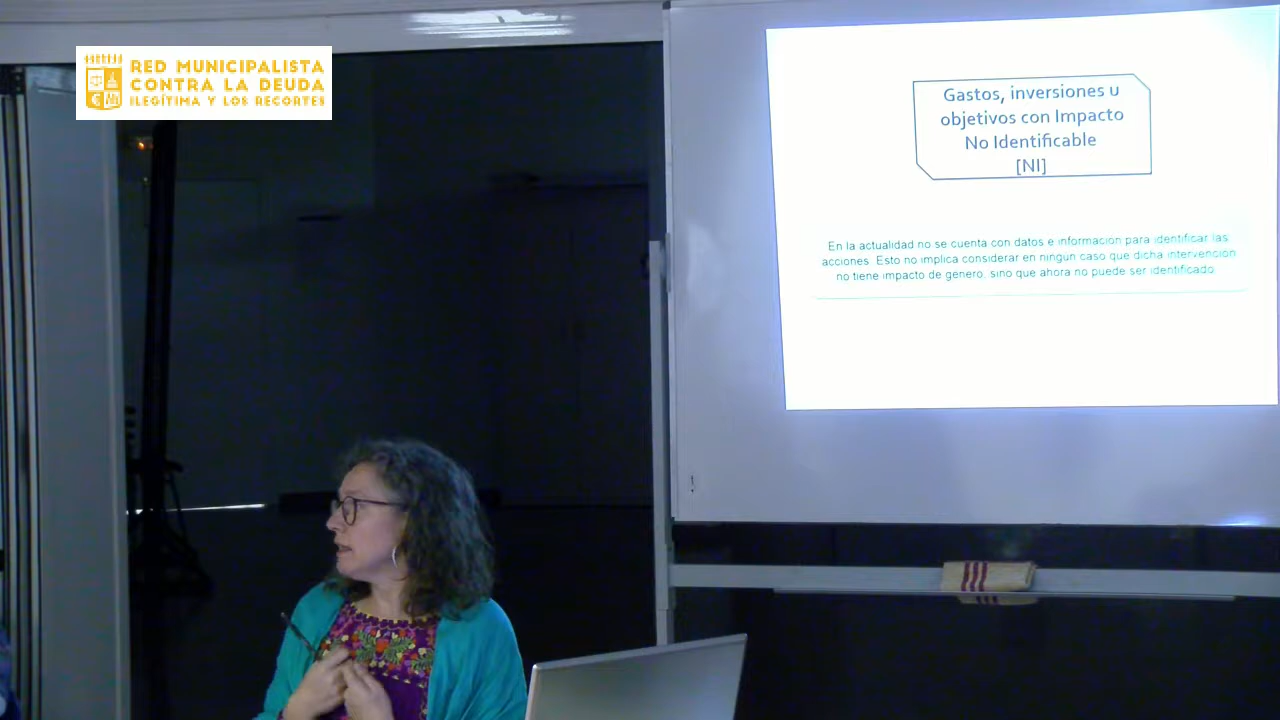 RED MUNICIPALISTA
CONTRA LA DEUDA
ILEGÍTIMA Y LOS RECORTES
Gastos, inversiones u
objetivos con Impacto
No Identificable
[NI]
En la actualidad no se cuenta con datos e información para identificar las
acciones. Esto no implica considerar en ningún caso que dicha intervención
no tiene impacto de género, sino que ahora no puede ser identificado.